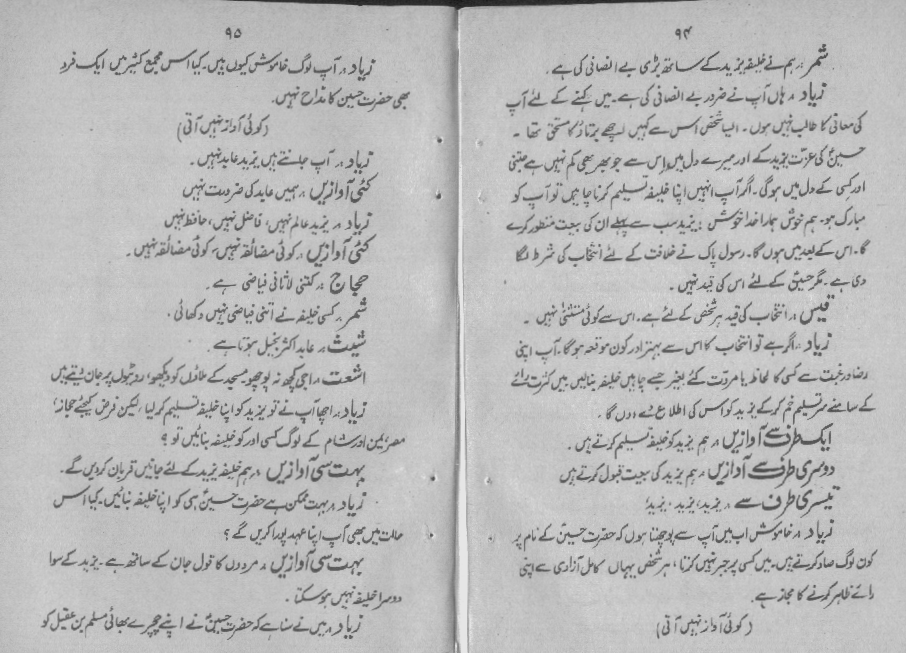 ۹۴
شمر :۔ ہم نے خلیفہ یزید کے ساتھ بڑی بے انصافی کی ہے۔
زیاد :۔ ہاں آپ نے ضرور بے انصافی کی ہے۔ میں کہنے کے لئے آپ
کی معافی کا طالب نہیں ہوں۔ ایسا شخص اس سے کہیں اچھے برتاؤ کا مستحق تھا۔
حسینؑ کی عزت یزید کے اور میرے دل میں اس سے جو بھر بھی کم نہیں ہے جتنی
اور کسی کے دل میں ہوگی۔ اگر آپ انہیں اپنا خلیفہ تسلیم کرنا چاہیں تو آپ کو
مبارک ہو۔ ہم خوش ہمارا خدا خوش۔ یزید سب سے پہلے ان کی بیعت منظور کرے
گا۔ اس کے بعد میں ہوں گا۔ رسول پاک نے خلافت کے لئے انتخاب کی شرط لگا
دی ہے۔ مگر حسینؑ کے لئے اس کی قید نہیں۔
قیس :۔ انتخاب کی قید ہر شخص کے لئے ہے۔ اس سے کوئی مستثنیٰ نہیں۔
زیاد :۔ اگر ہے تو انتخاب کا اس سے بہتر اور کون موقعہ ہوگا۔ آپ اپنی
رضا و رغبت سے کسی کا لحاظ یا مروت کئے بغیر جسے چاہیں خلیفہ بنالیں میں کثرت رائے
کے سامنے سر تسلیم خم کر کے یزید کو اس کی اطلاع دے دوں گا۔
ایک طرف سے آوازیں :۔ ہم یزید کو خلیفہ تسلیم کرتے ہیں۔
دوسری طرف سے آوازیں :۔ ہم یزید کی بیعت قبول کرتے ہیں
تیسری طرف سے :۔ یزید، یزید، یزید!
زیاد :۔ خاموش اب میں آپ سے پوچھتا ہوں کہ حضرت حسینؑ کے نام پر
کون لوگ صاد کرتے ہیں۔ میں کسی پر جبر نہیں کرتا، ہر شخص یہاں کامل آزادی سے اپنی
رائے ظاہر کرنے کا مجاز ہے۔
(کوئی آواز نہیں آتی)
۹۵
زیاد :۔ آپ لوگ خاموش کیوں ہیں۔ کیا اس مجمع کثیر میں ایک فرد
بھی حضرت حسین کا مداح نہیں۔
(کوئی آواز نہیں آتی)
زیاد :۔ آپ جانتے ہیں یزید عابد نہیں۔
کئی آوازیں :۔ ہمیں عابد کی ضرورت نہیں
زیاد :۔ یزید عالم نہیں، فاضل نہیں، حافظ نہیں
کئی آوازیں :۔ کوئی مضائقہ نہیں۔ کوئی مضائقہ نہیں۔
حجاج :۔ کتنی لاثانی فیاضی ہے۔
شمر :۔ کسی خلیفہ نے اتنی فیاضی نہیں دکھائی۔
شیث :۔ عابد اکثر بخیل ہوتا ہے۔
اشعت :۔ اجی کچھ نہ پوچھو۔ مسجد کے ملاؤں کو دیکھو، روٹیوں پر جان دیتے ہیں
زیاد :۔ اچھا آپ نے تو یزید کو اپنا خلیفہ تسلیم کرلیا، لیکن فرض کیجئے حجاز،
مصر، یمن اور شام کے لوگ کسی اور کو خلیفہ بنائیں تو؟
بہت سی آوازیں :۔ ہم خلیفہ یزید کے لئے جانیں قربان کردیں گے۔
زیاد :۔ بہت ممکن ہے حضرت حسینؑ ہی کو اپنا خلیفہ بنائیں۔ کیا اس
حالت میں بھی آپ اپنا عہد پورا کریں گے؟
بہت سی آوازیں :۔ مردوں کا قول جان کے ساتھ ہے۔ یزید کے سوا
دوسرا خلیفہ نہیں ہو سکتا۔
زیاد :۔ میں نے سنا ہے کہ حضرت حسینؑ نے اپنے چچیرے بھائی مسلم بن عقیل کو